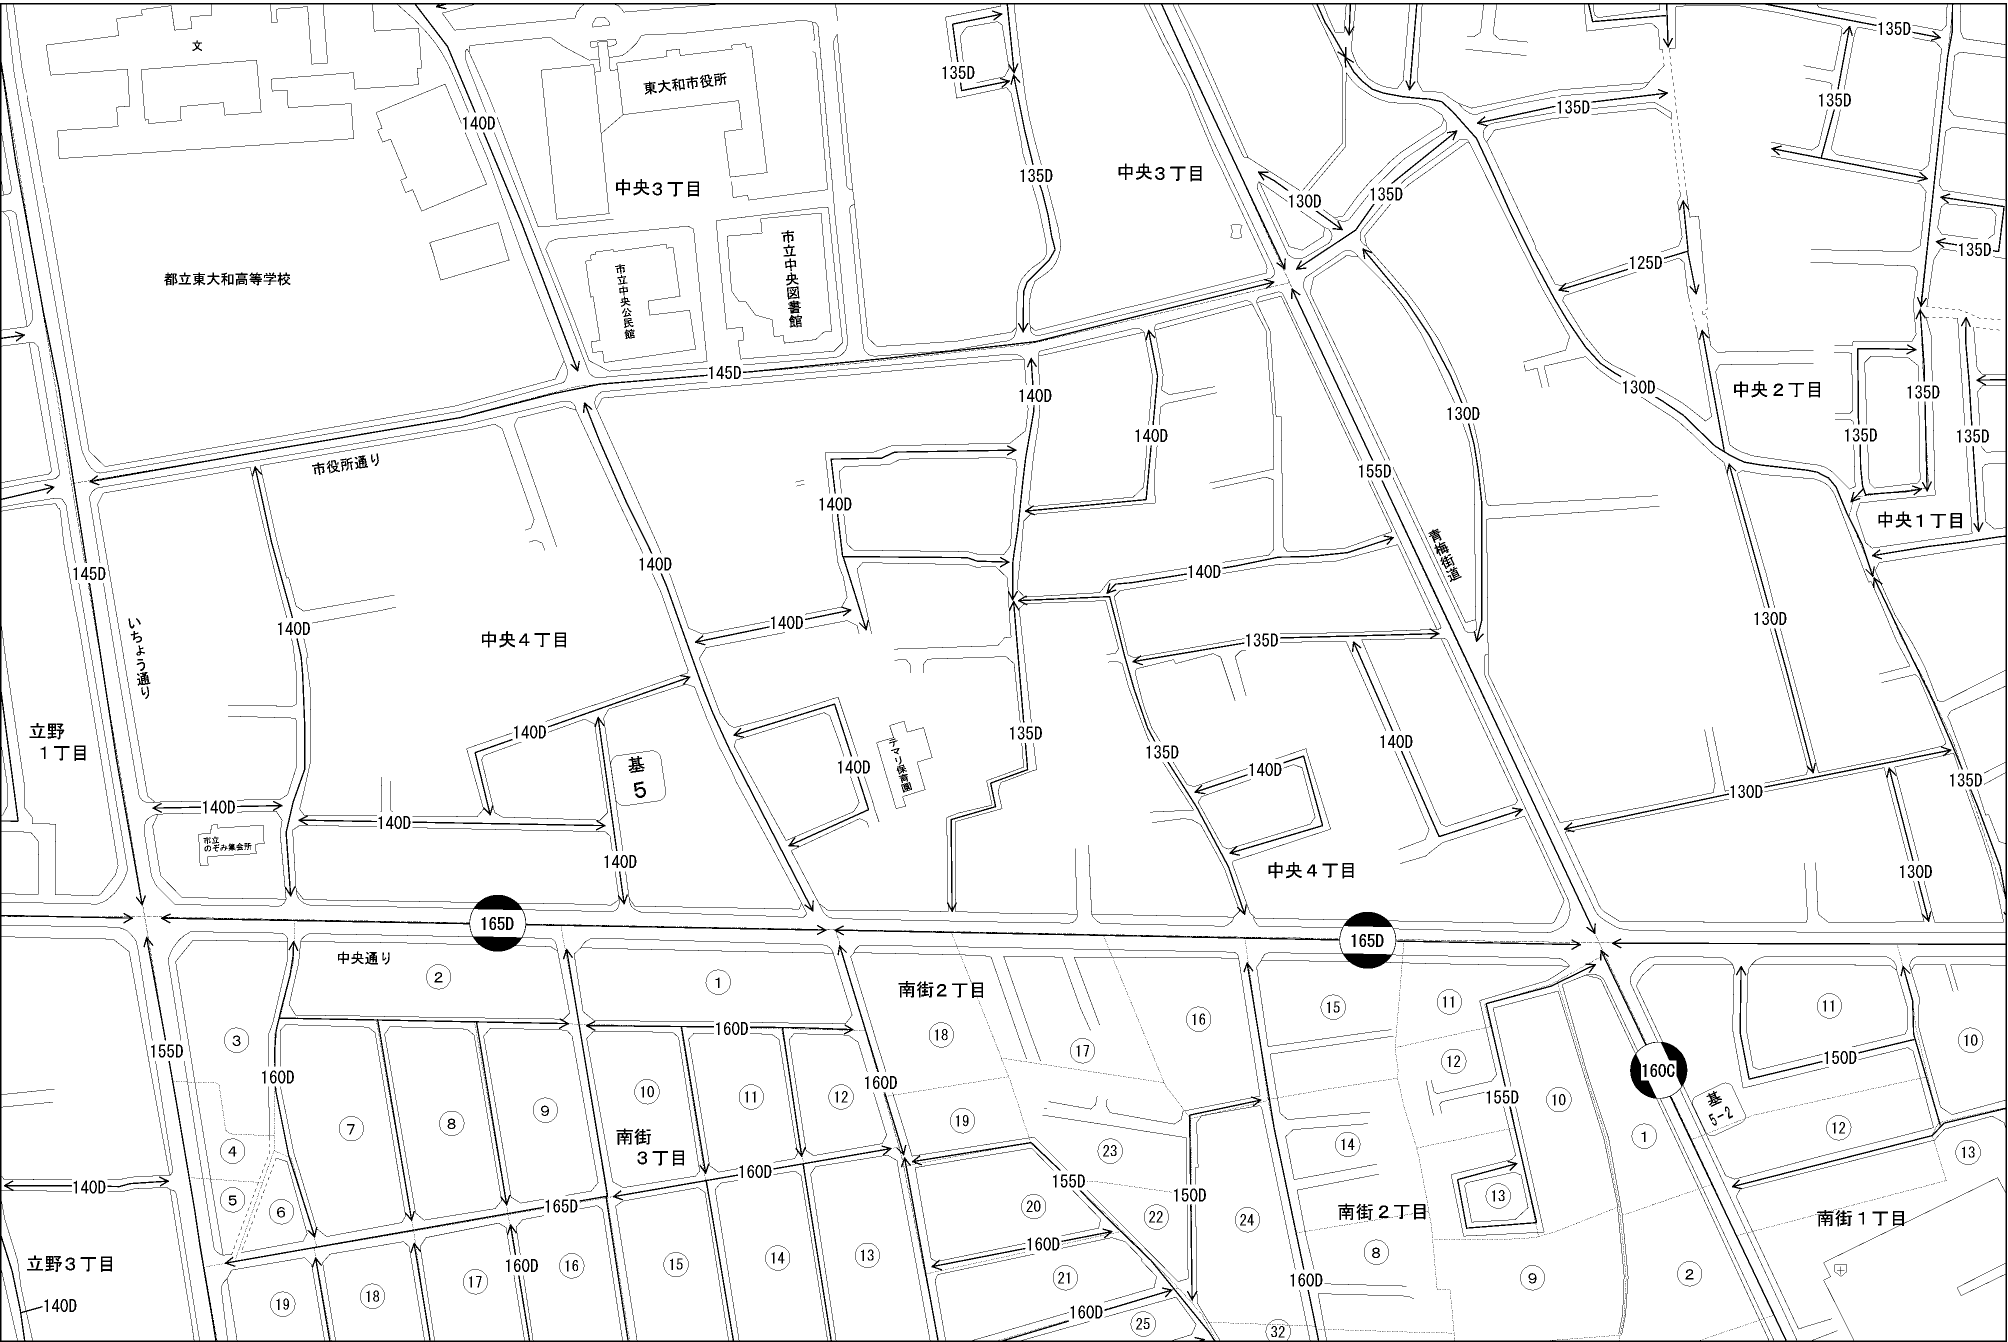 文
東大和市役所
135D
135D
135D
135D
140D
135D
中央３丁目
中央３丁目
130D
135D
135D
都立東大和高等学校
市立中央公民館
市立中央図書館
125D
145D
140D
130D
中央２丁目
135D
130D
135D
135D
140D
市役所通り
155D
140D
中央１丁目
145D
140D
140D
青梅街道
いちょう通り
140D
中央４丁目
140D
135D
130D
立野
１丁目
140D
135D
135D
140D
テマリ保育園
基
5
140D
140D
135D
130D
140D
140D
市立
のぞみ集会所
140D
中央４丁目
130D
165D
165D
中央通り
②
①
南街２丁目
⑱
⑯
⑮
⑪
⑪
③
155D
160D
⑰
⑫
150D
⑩
160D
160D
160C
155D
⑩
基
5-2
⑦
⑧
⑨
⑩
⑪
⑫
⑲
①
⑫
④
南街
３丁目
160D
㉓
⑭
⑬
140D
155D
150D
⑬
⑤
⑥
165D
⑳
㉒
㉔
南街２丁目
南街１丁目
160D
⑧
立野３丁目
160D
⑯
⑮
⑭
⑬
㉑
160D
⑨
②
140D
⑲
⑱
⑰
160D
㉕
㉜